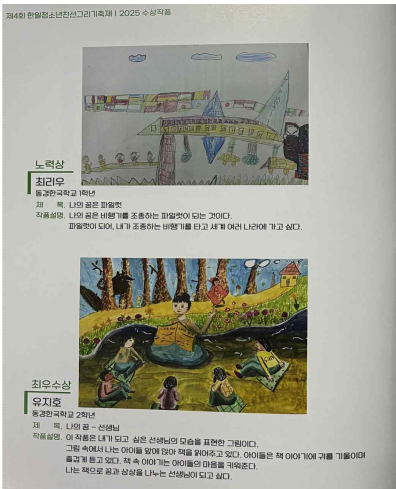 제4회 한일청소년친선그리기축제 | 2025 수상작품
노력상
최리우
동경한국학교 1학년
제 목. 나의 꿈은 파일럿
작품설명. 나의 꿈은 비행기를 조종하는 파일럿이 되는 것이다.
파일럿이 되어, 내가 조종하는 비행기를 타고 세계 여러 나라에 가고 싶다.
최우수상
유지호
동경한국학교 2학년
제 목. 나의 꿈 - 선생님
작품설명. 이 작품은 내가 되고 싶은 선생님의 모습을 표현한 그림이다.
그림 속에서 나는 아이들 앞에 앉아 책을 읽어주고 있다. 아이들은 책 이야기에 귀를 기울이며
즐겁게 듣고 있다. 책 속 이야기는 아이들의 마음을 키워준다.
나는 책으로 꿈과 상상을 나누는 선생님이 되고 싶다.